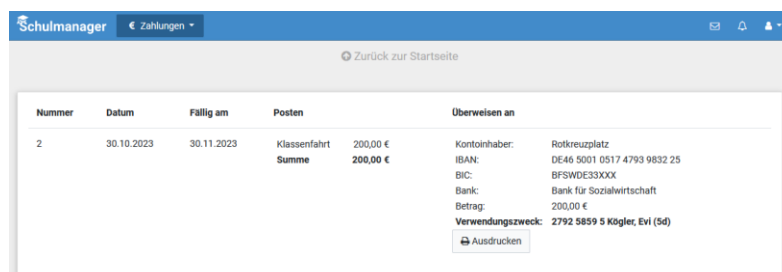 Schulmanager € Zahlungen
Zurück zur Startseite
Nummer Datum Fällig am Posten Überweisen an
2 30.10.2023 30.11.2023 Klassenfahrt 200,00 € Kontoinhaber: Rotkreuzplatz
Summe 200,00 € IBAN: DE46 5001 0517 4793 9832 25
BIC: BFSWDE33XXX
Bank: Bank für Sozialwirtschaft
Betrag: 200,00 €
Verwendungszweck: 2792 5859 5 Kögler, Evi (5d)
Ausdrucken